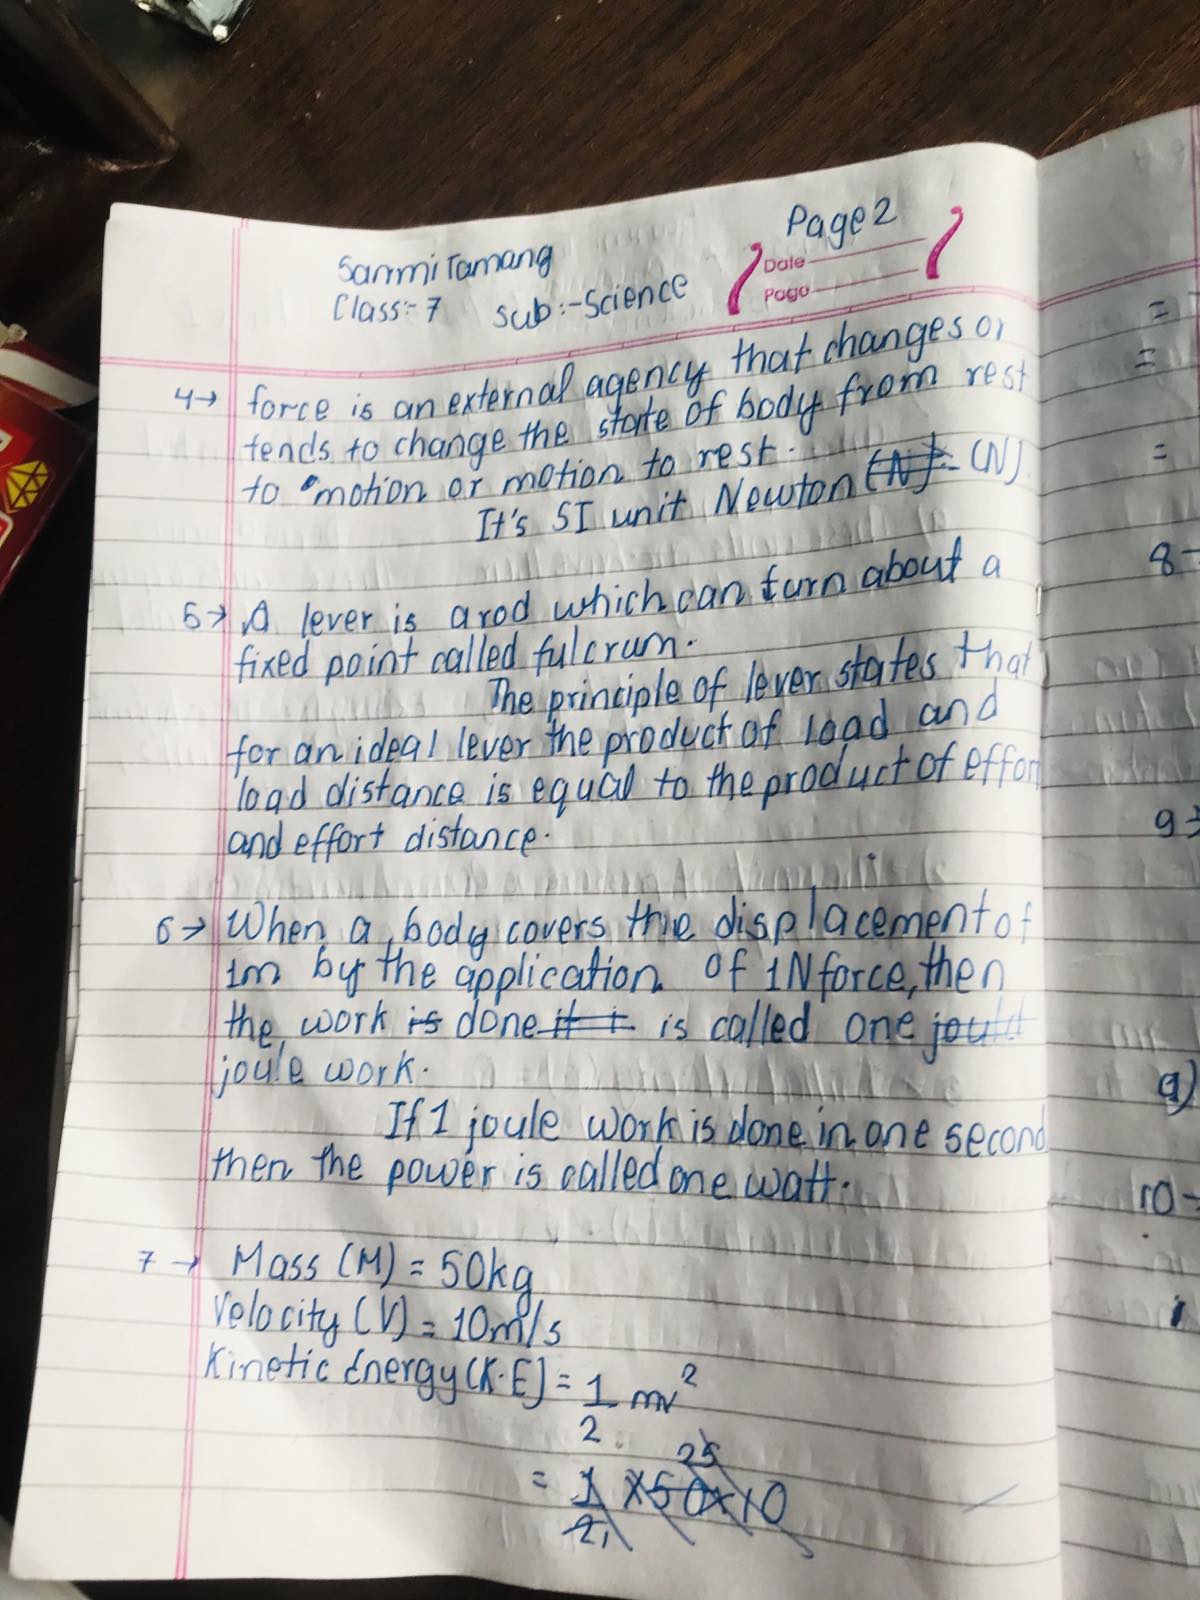 Page 2
Sanmi Tamang
Date
Class:- 7 Sub:- Science
Page
4→ force is an external agency that changes or
tends to change the state of body from rest
to motion or motion to rest.
It's SI unit Newton (N). (N).
5→ A lever is a rod which can turn about a
fixed point called fulcrum.
The principle of lever states that
for an ideal lever the product of load and
load distance is equal to the product of effort
and effort distance.
6→ When a body covers the displacement of
1m by the application of 1N force, then
the work is done it i is called one
joule work.
If 1 joule work is done in one second
then the power is called one watt.
7→ Mass (M) = 50kg
Velocity (V) = 10m/s
Kinetic Energy (K.E) = 1/2 mv²
25
= 1/2 × 50 × 10
=
=
=
8→
9→
a)
10→